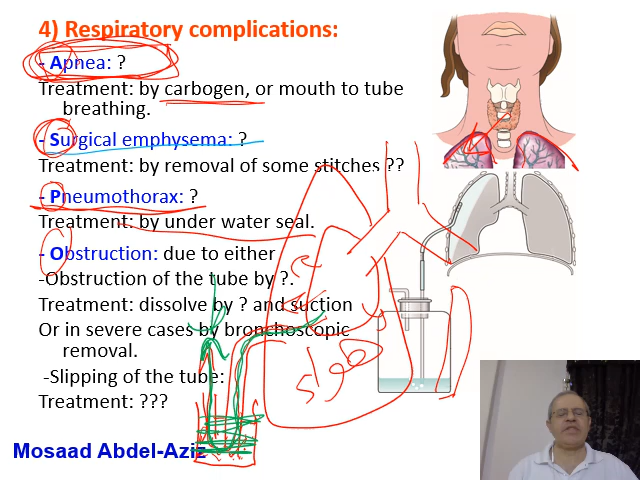 4) Respiratory complications:
- Apnea: ?
Treatment: by carbogen, or mouth to tube
breathing.
- Surgical emphysema: ?
Treatment: by removal of some stitches ??
- Pneumothorax: ?
Treatment: by under water seal.
- Obstruction: due to either
-Obstruction of the tube by ?.
Treatment: dissolve by ? and suction
Or in severe cases by bronchoscopic
removal.
-Slipping of the tube:
Treatment: ???
Mosaad Abdel-Aziz